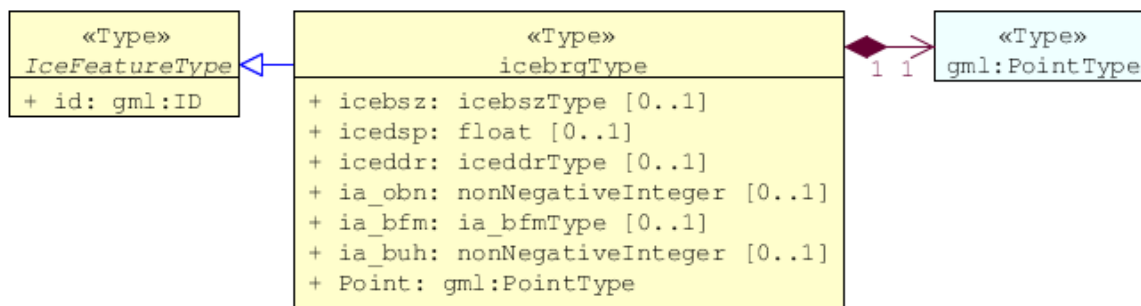 «Type»
IceFeatureType
+ id: gml:ID
«Type»
icebrgType
+ icebsz: icebszType [0..1]
+ icedsp: float [0..1]
+ iceddr: iceddrType [0..1]
+ ia_obn: nonNegativeInteger [0..1]
+ ia_bfm: ia_bfmType [0..1]
+ ia_buh: nonNegativeInteger [0..1]
+ Point: gml:PointType
1 1
«Type»
gml:PointType